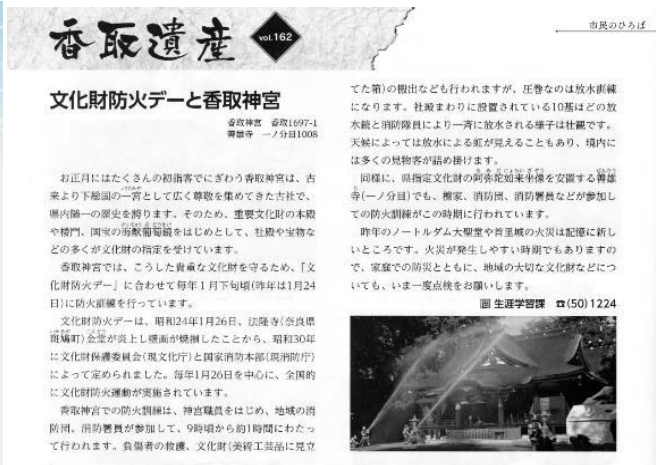 市民のひろば
香取遺産
vol.162
文化財防火デーと香取神宮
香取神宮　香取1697-1
善雄寺　一ノ分目1008
お正月にはたくさんの初詣客でにぎわう香取神宮は、古
来より下総国の一宮として広く尊敬を集めてきた古社で、
県内随一の歴史を誇ります。そのため、重要文化財の本殿
や楼門、国宝の海獣葡萄鏡をはじめとして、社殿や宝物な
どの多くが文化財の指定を受けています。
香取神宮では、こうした貴重な文化財を守るため、「文
化財防火デー」に合わせて毎年１月下旬頃(昨年は1月24
日)に防火訓練を行っています。
文化財防火デーは、昭和24年1月26日、法隆寺(奈良県
斑鳩町)金堂が炎上し壁画が焼損したことから、昭和30年
に文化財保護委員会(現文化庁)と国家消防本部(現消防庁)
によって定められました。毎年1月26日を中心に、全国的
に文化財防火運動が実施されています。
香取神宮での防火訓練は、神宮職員をはじめ、地域の消
防団、消防署員が参加して、9時頃から約1時間にわたっ
て行われます。負傷者の救護、文化財(美術工芸品に見立
てた箱)の搬出なども行われますが、圧巻なのは放水訓練
になります。社殿まわりに設置されている10基ほどの放
水銃と消防隊員により一斉に放水される様子は壮観です。
天候によっては放水による虹が見えることもあり、境内に
は多くの見物客が詰め掛けます。
同様に、県指定文化財の阿弥陀如来坐像を安置する善雄
寺(一ノ分目)でも、檀家、消防団、消防署員などが参加し
ての防火訓練がこの時期に行われています。
昨年のノートルダム大聖堂や首里城の火災は記憶に新し
いところです。火災が発生しやすい時期でもありますの
で、家庭での防災とともに、地域の大切な文化財などにつ
いても、いま一度点検をお願いします。
問 生涯学習課　☎(50)1224